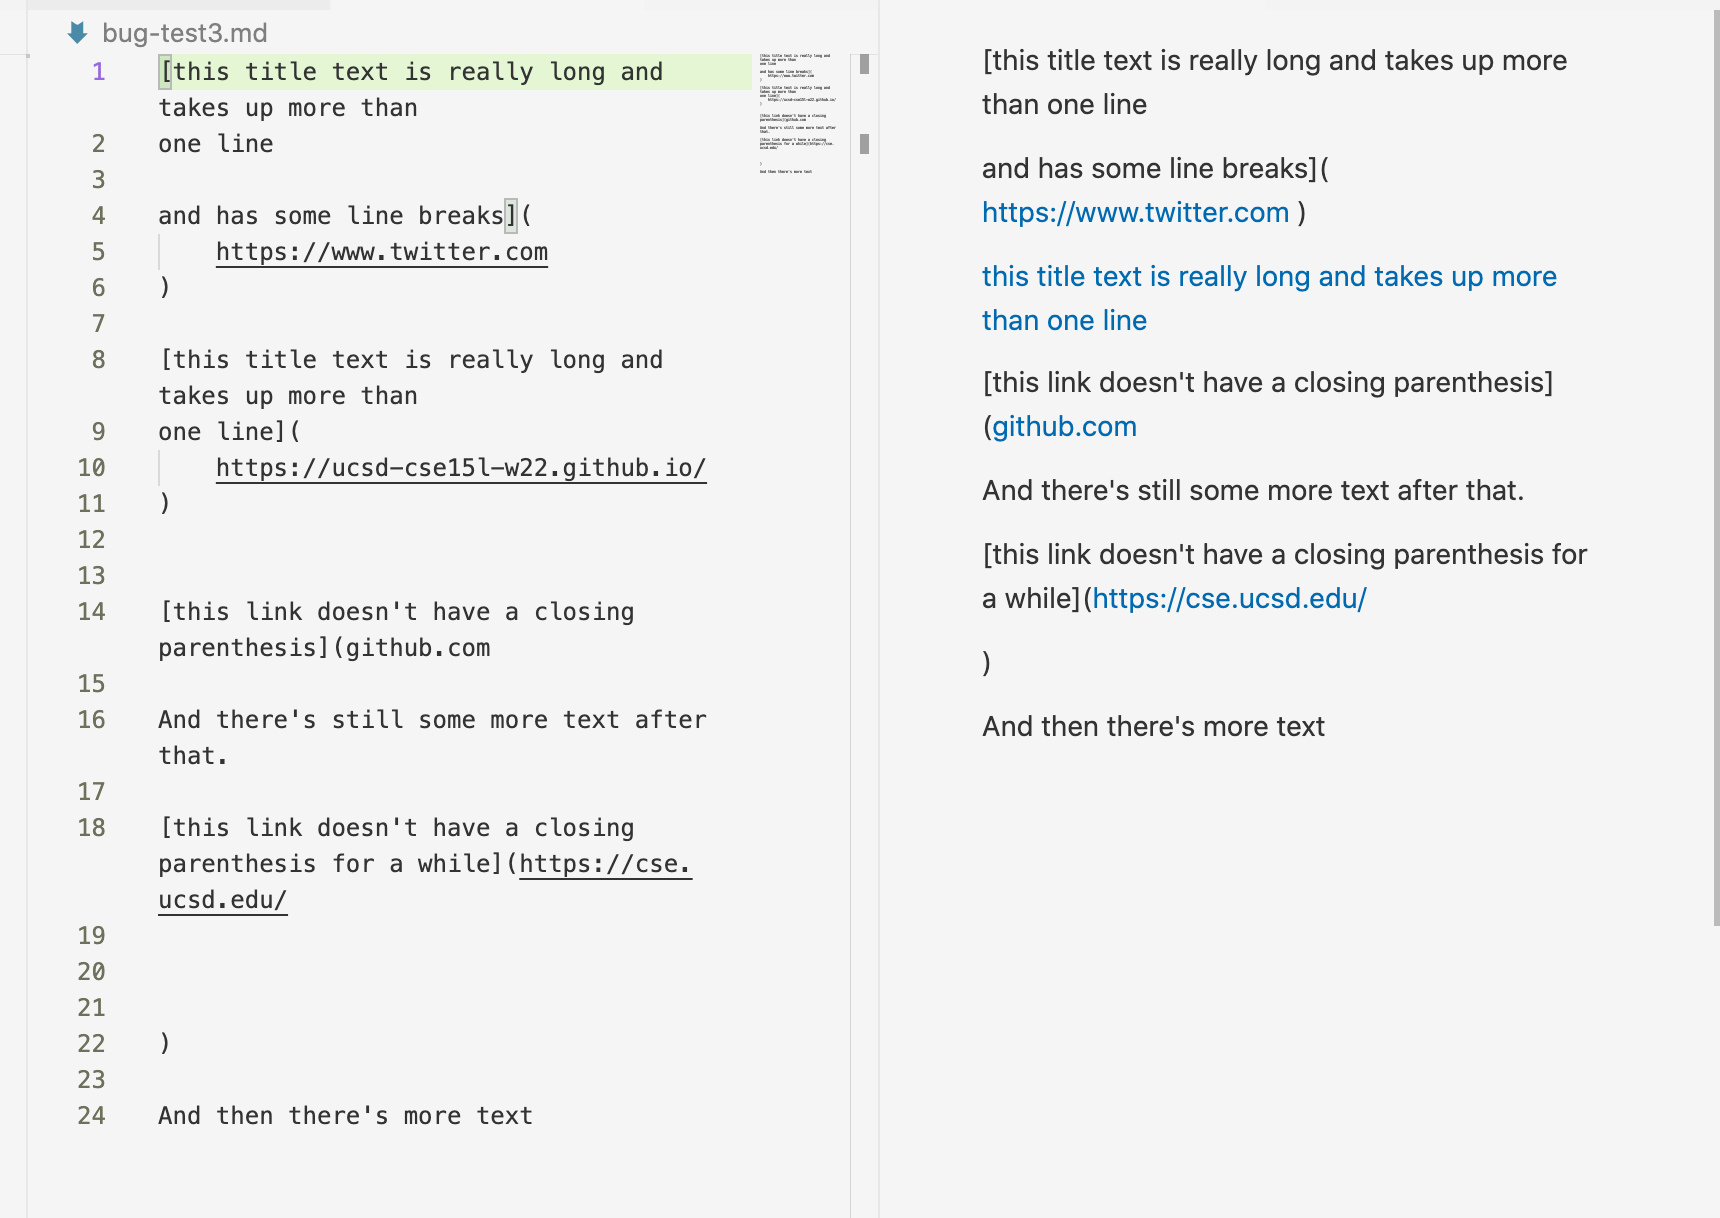 bug-test3.md
1 [this title text is really long and
takes up more than
2 one line
3
4 and has some line breaks](
5 https://www.twitter.com
6 )
7
8 [this title text is really long and
takes up more than
9 one line](
10 https://ucsd-cse15l-w22.github.io/
11 )
12
13
14 [this link doesn't have a closing
parenthesis](github.com
15
16 And there's still some more text after
that.
17
18 [this link doesn't have a closing
parenthesis for a while](https://cse.
ucsd.edu/
19
20
21
22 )
23
24 And then there's more text
[this title text is really long and takes up more
than one line
and has some line breaks](
https://www.twitter.com )
this title text is really long and takes up more
than one line
[this link doesn't have a closing parenthesis]
(github.com
And there's still some more text after that.
[this link doesn't have a closing parenthesis for
a while](https://cse.ucsd.edu/
)
And then there's more text